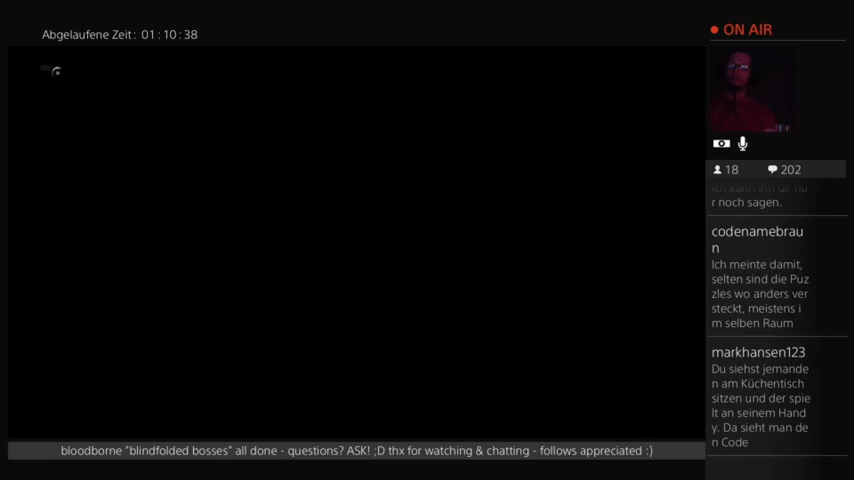 Abgelaufene Zeit: 01:10:38
ON AIR
18 202
ich kann ihn dir nu
r noch sagen.
codenamebrau
n
Ich meinte damit,
selten sind die Puz
zles wo anders ver
steckt, meistens i
m selben Raum
markhansen123
Du siehst jemande
n am Küchentisch
sitzen und der spie
lt an seinem Hand
y. Da sieht man de
n Code
bloodborne "blindfolded bosses" all done - questions? ASK! ;D thx for watching & chatting - follows appreciated :)